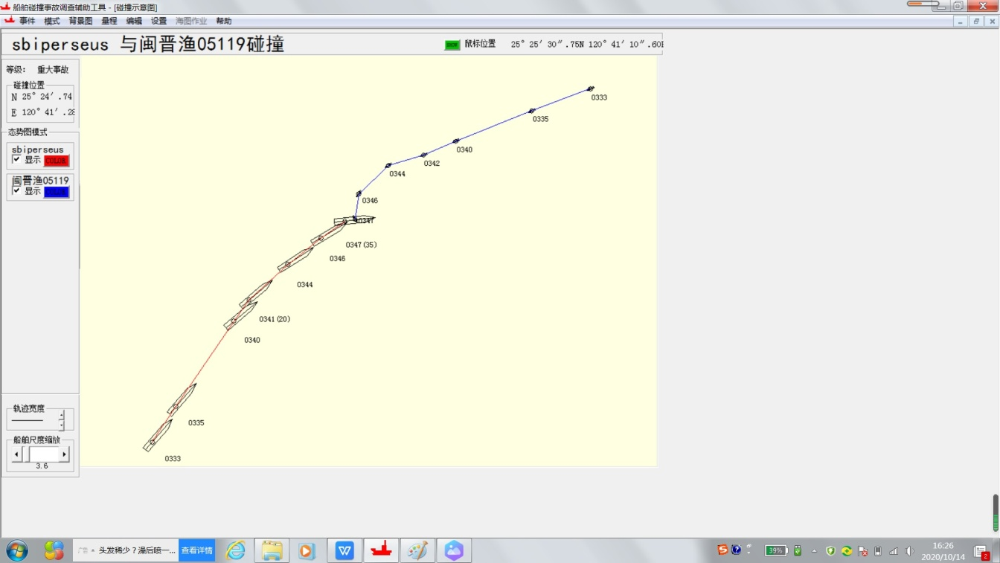 船舶碰撞事故调查辅助工具 - [碰撞示意图]
事件 模式 背景图 量程 编辑 设置 海图作业 帮助
sbiperseus 与闽晋渔05119碰撞
鼠标位置 25° 25′ 30″.75N 120° 41′ 10″.60
等级: 重大事故
碰撞位置
N 25° 24′.74
E 120° 41′.28
态势图模式
sbiperseus
显示 COLOR
闽晋渔05119
显示 COLOR
0333
0335
0340
0342
0344
0346
0347
0347(35)
0346
0344
0341(20)
0340
0335
0333
轨迹宽度
船舶尺度缩放
3.6
广告 头发稀少？澡后喷一... 查看详情
39%
16:26
2020/10/14
2